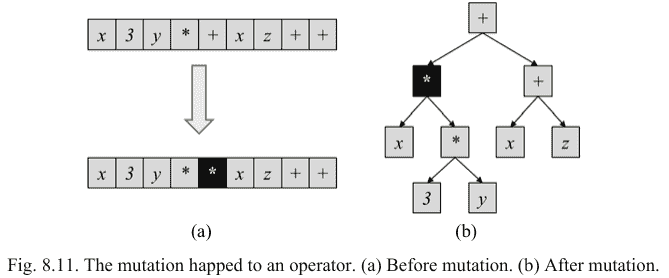 x 3 y * + x z + +
x 3 y * * x z + +
(a)
+
* +
x * x z
3 y
(b)
Fig. 8.11. The mutation happed to an operator. (a) Before mutation. (b) After mutation.